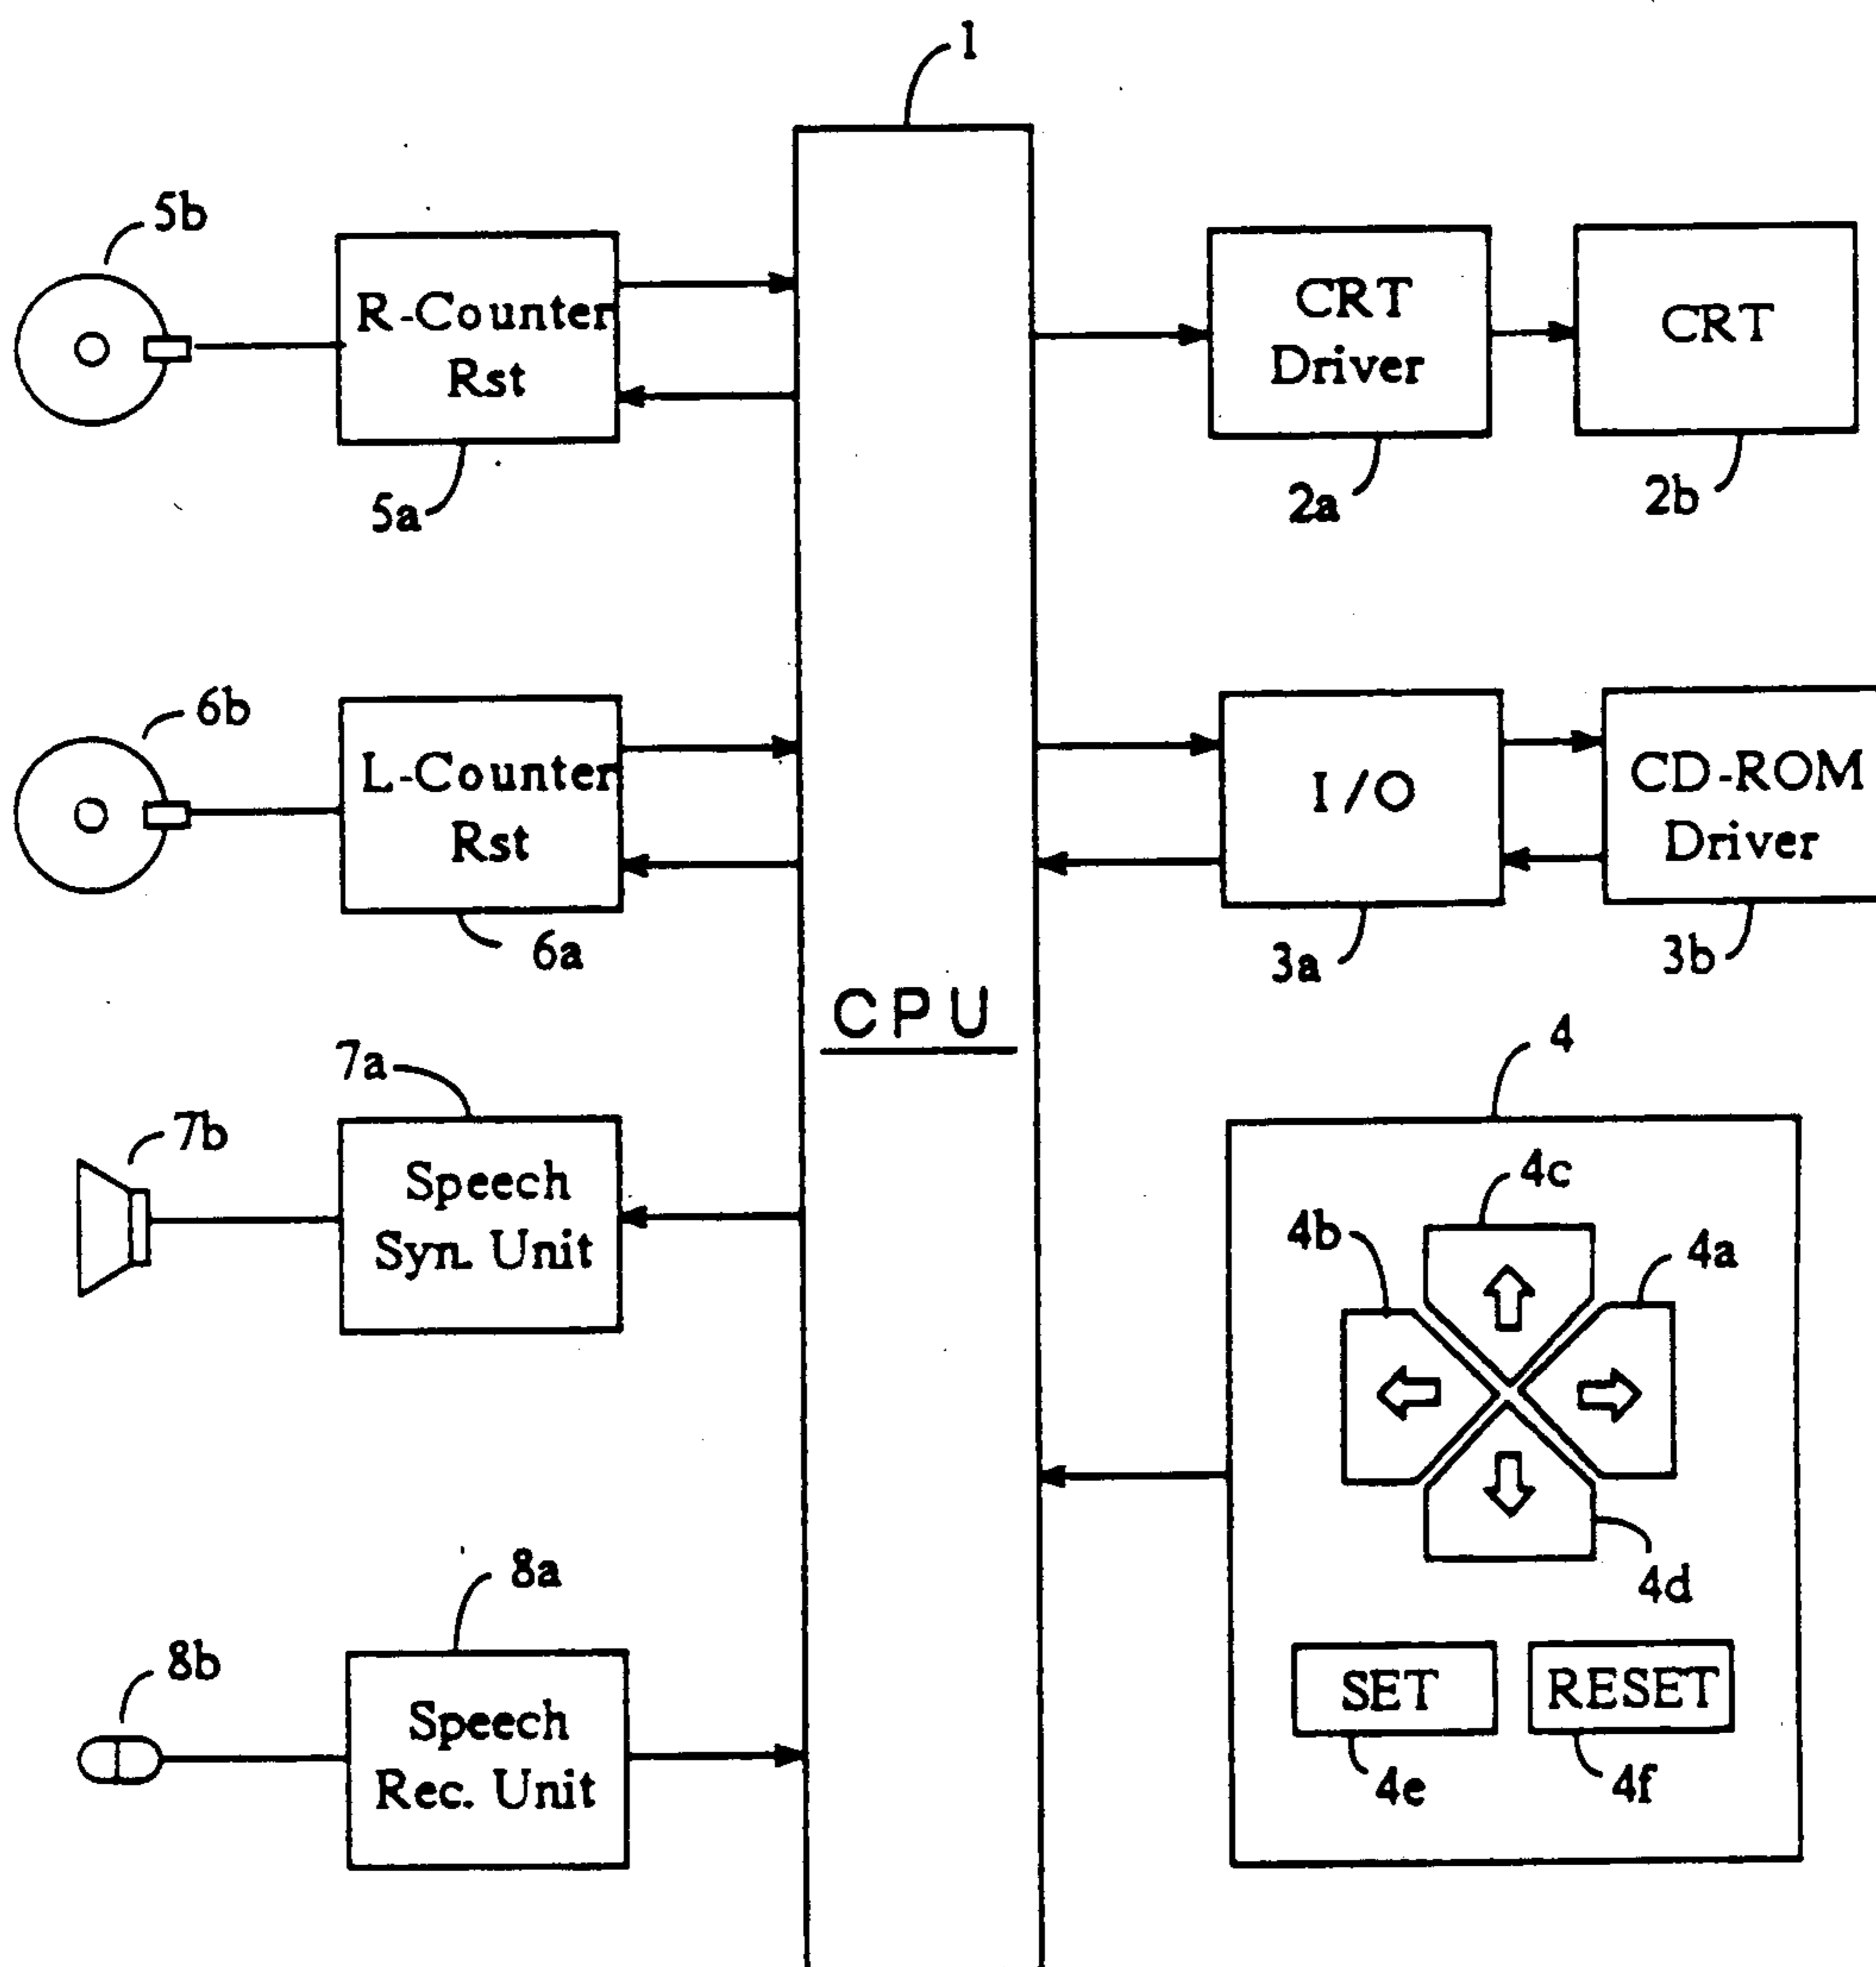 1
5b
R-Counter
Rst
5a
CRT
Driver
2a
CRT
2b
6b
L-Counter
Rst
6a
I/O
3a
CD-ROM
Driver
3b
CPU
7a
7b
Speech
Syn. Unit
4
4c
4b
4a
4d
SET
RESET
4e
4f
8a
8b
Speech
Rec. Unit